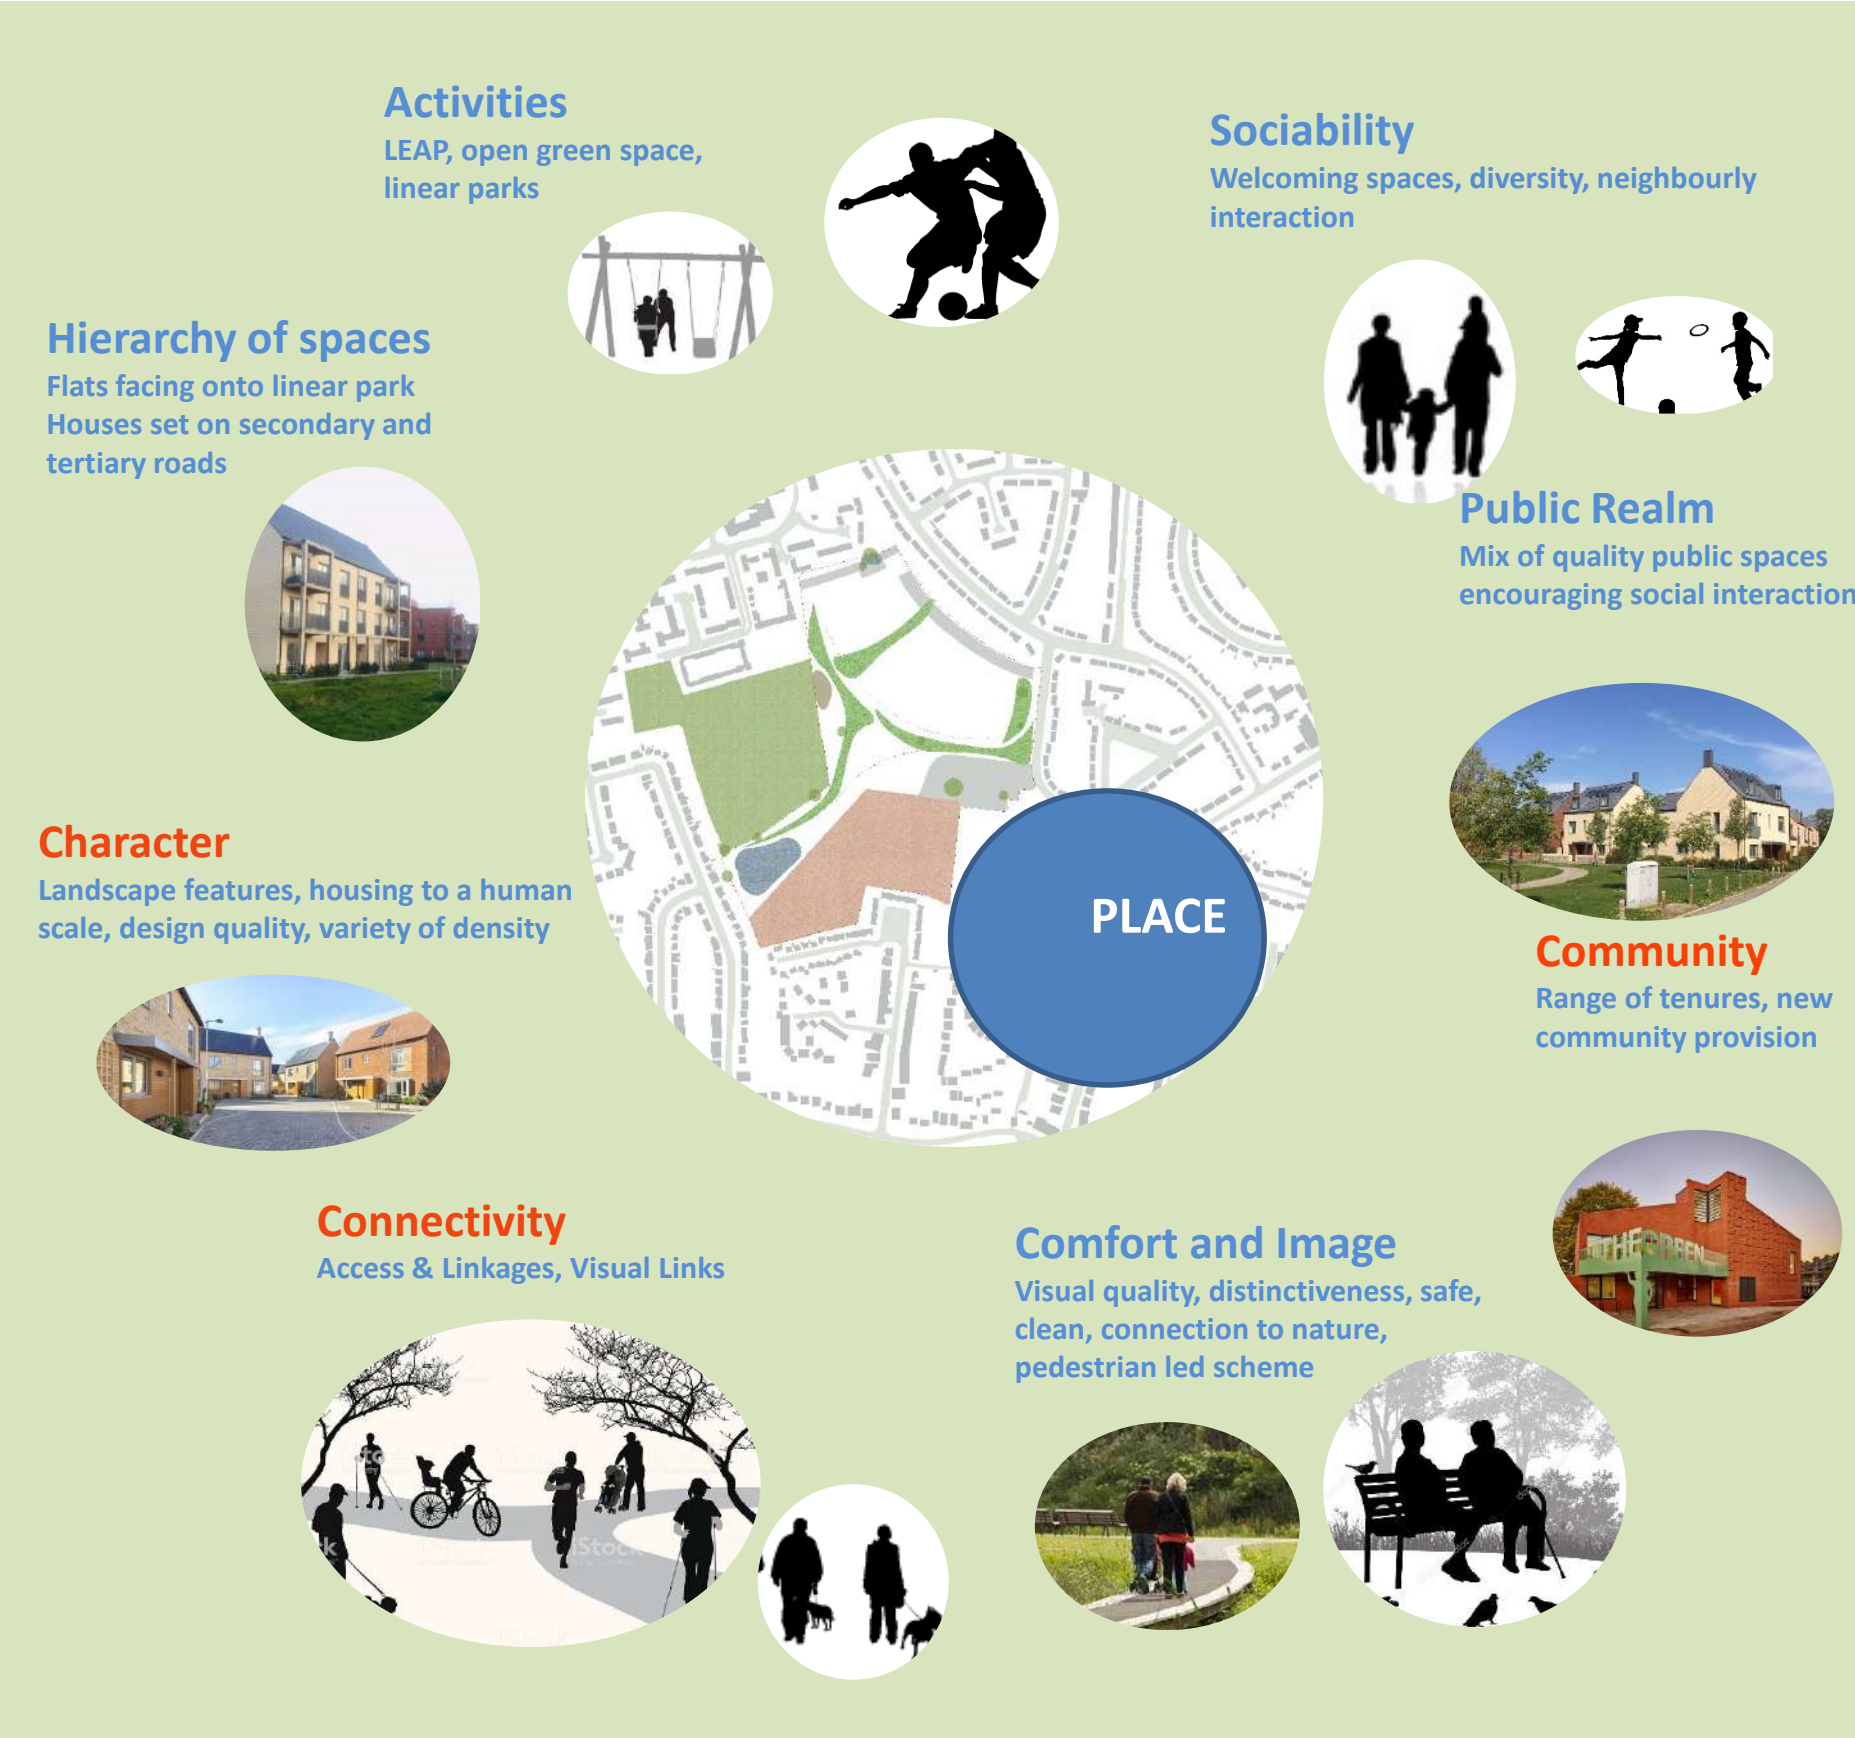 Activities
LEAP, open green space,
linear parks
Sociability
Welcoming spaces, diversity, neighbourly
interaction
Hierarchy of spaces
Flats facing onto linear park
Houses set on secondary and
tertiary roads
Public Realm
Mix of quality public spaces
encouraging social interaction
Character
Landscape features, housing to a human
scale, design quality, variety of density
PLACE
Community
Range of tenures, new
community provision
THE GREEN
Connectivity
Access & Linkages, Visual Links
Comfort and Image
Visual quality, distinctiveness, safe,
clean, connection to nature,
pedestrian led scheme
iStock